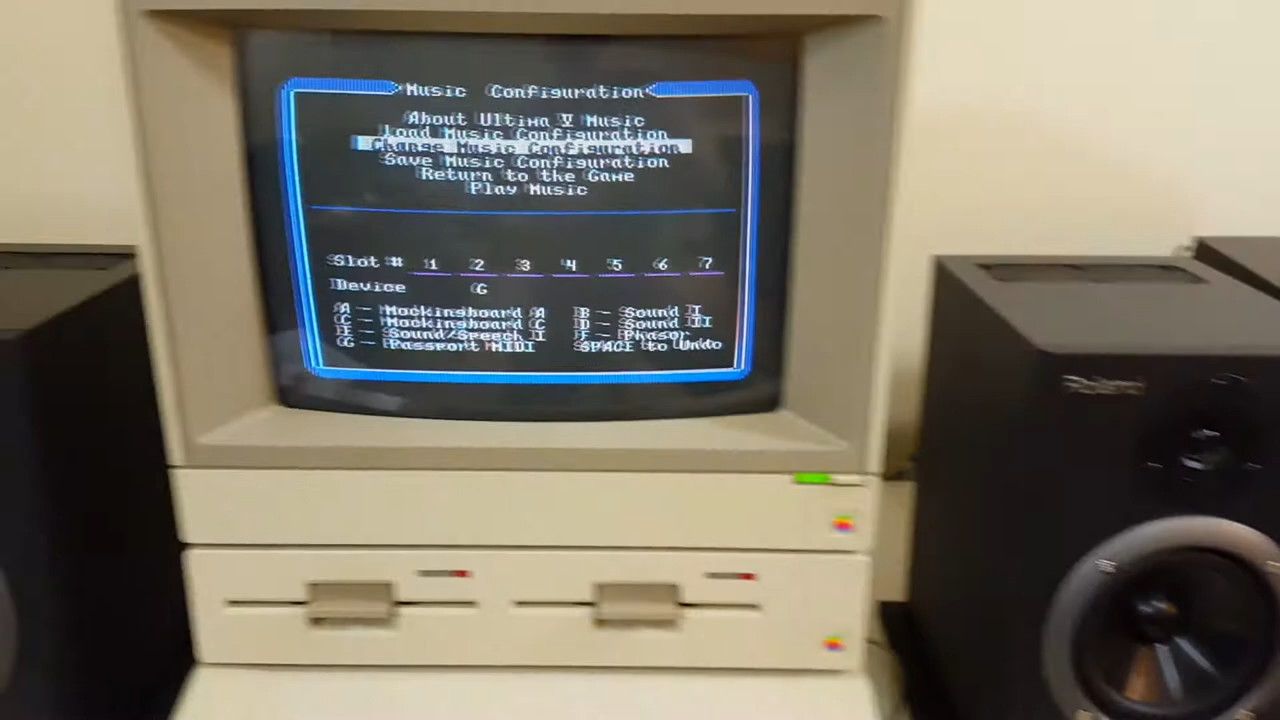 Music Configuration
About Ultima V Music
Load Music Configuration
Change Music Configuration
Save Music Configuration
Return to the Game
Play Music
Slot # 1 2 3 4 5 6 7
Device G
A - Mockingboard A B - Sound I
C - Mockingboard C D - Sound II
E - Sound/Speech I F - Phasor
G - Passport MIDI SPACE to Undo
Roland